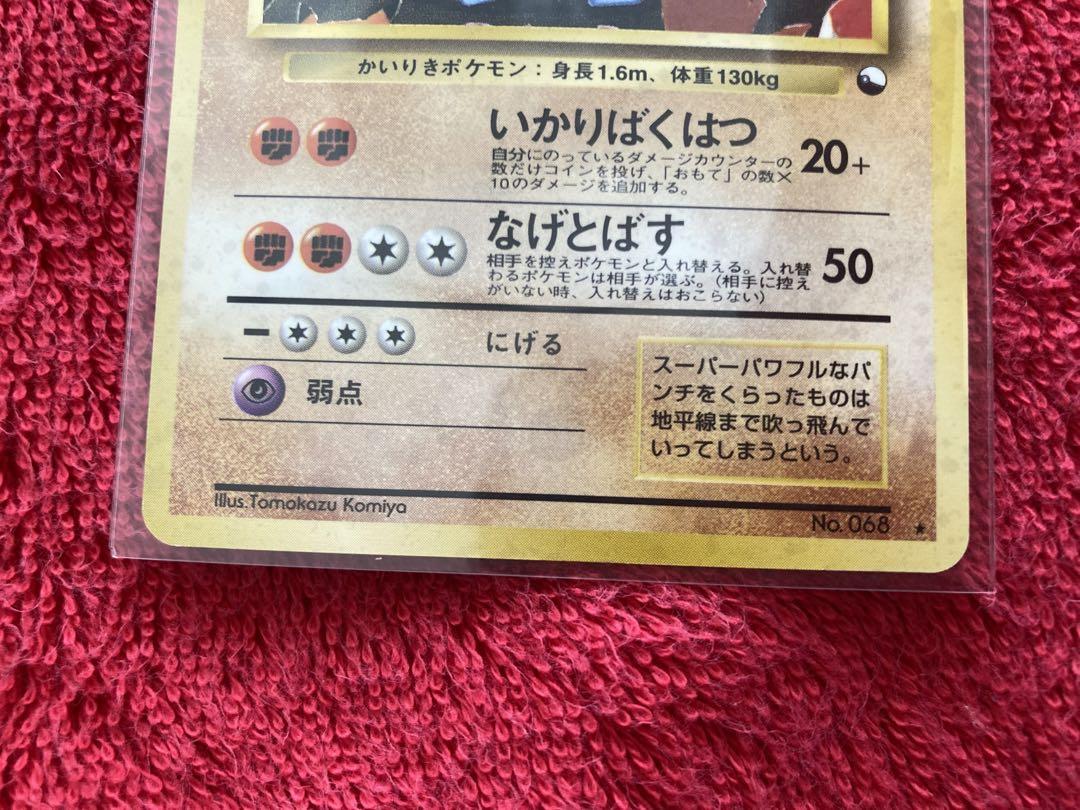 かいりきポケモン：身長1.6m、体重130kg
いかりばくはつ
自分にのっているダメージカウンターの
数だけコインを投げ、「おもて」の数×
10のダメージを追加する。
20+
なげとばす
相手を控えポケモンと入れ替える。入れ替
わるポケモンは相手が選ぶ。（相手に控え
がいない時、入れ替えはおこらない）
50
にげる
弱点
スーパーパワフルなパ
ンチをくらったものは
地平線まで吹っ飛んで
いってしまうという。
Illus.Tomokazu Komiya
No. 068 ★